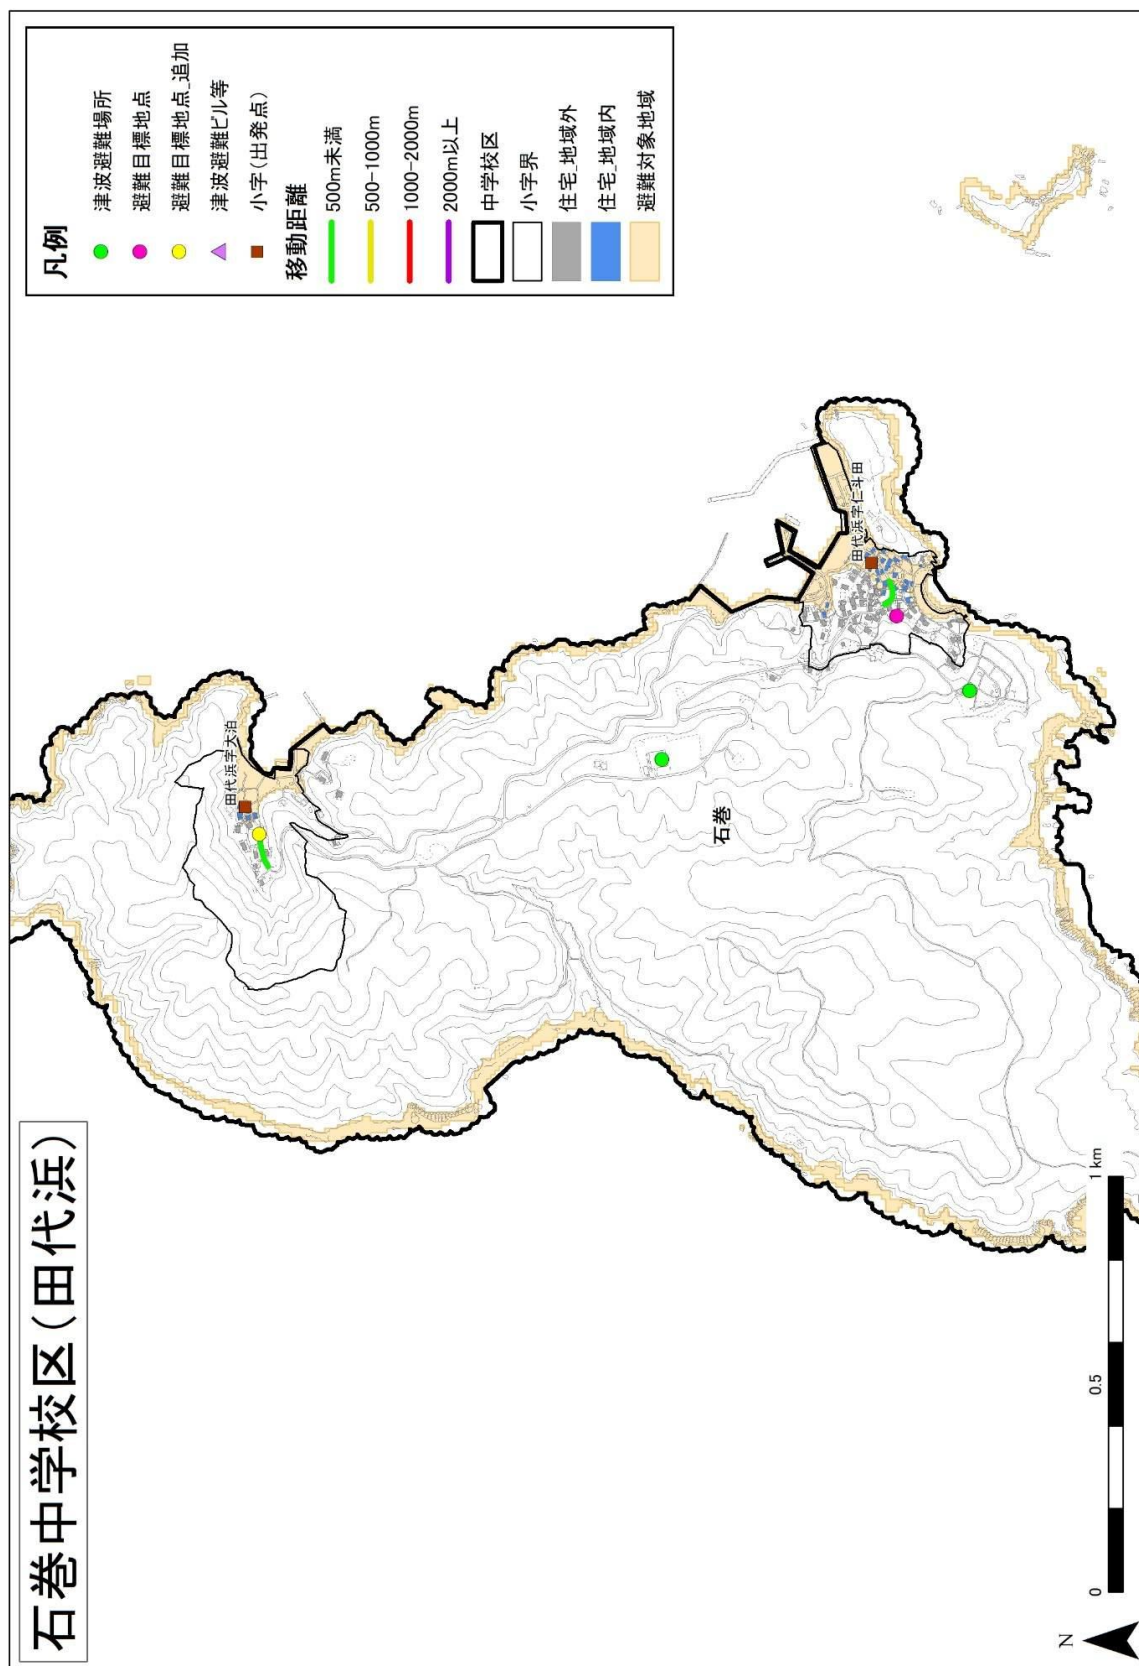 石巻中学校区(田代浜)
凡例
津波避難場所
避難目標地点
避難目標地点_追加
津波避難ビル等
小字(出発点)
移動距離
500m未満
500-1000m
1000-2000m
2000m以上
中学校区
小字界
住宅_地域外
住宅_地域内
避難対象地域
田代浜字大泊
田代浜字仁斗田
石巻
N
0 0.5 1 km